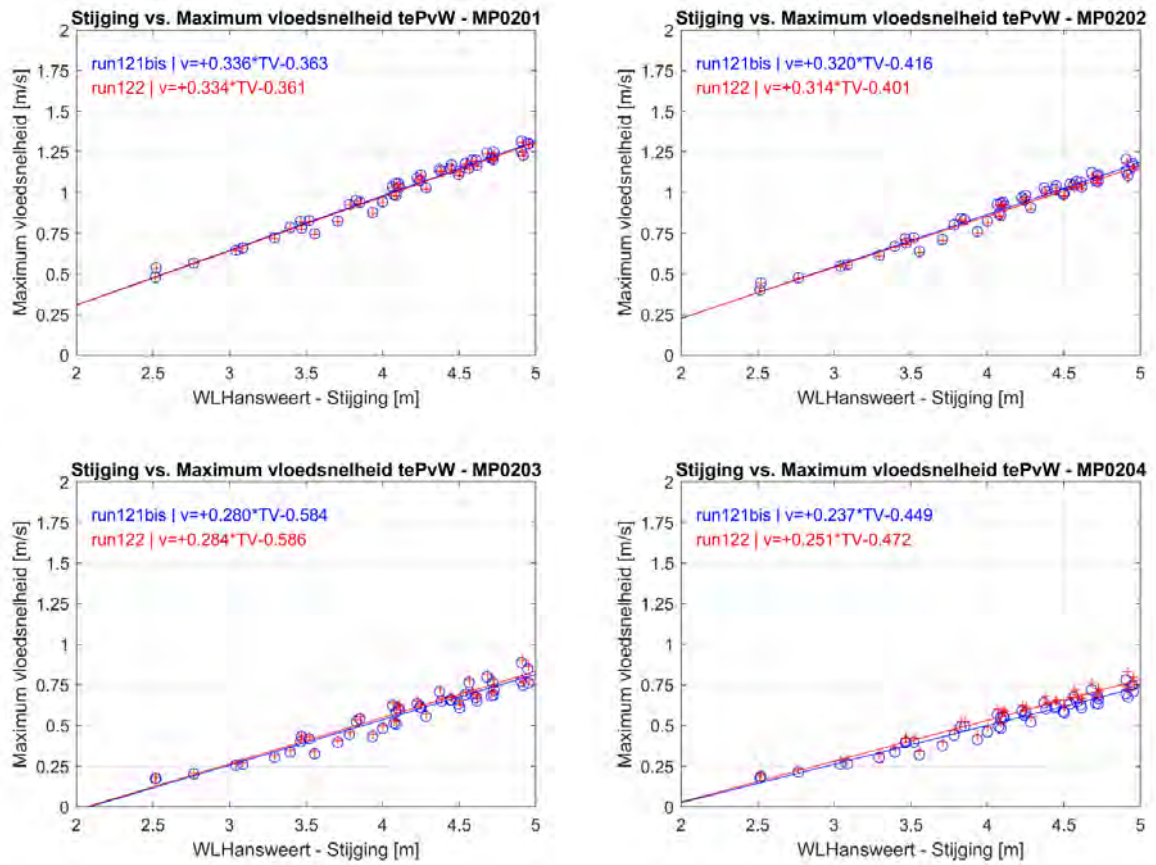 Stijging vs. Maximum vloedsnelheid tePvW - MP0201
run121bis | v=+0.336*TV-0.363
run122 | v=+0.334*TV-0.361
Maximum vloedsnelheid [m/s]
2
1.75
1.5
1.25
1
0.75
0.5
0.25
0
2 2.5 3 3.5 4 4.5 5
WLHansweert - Stijging [m]
Stijging vs. Maximum vloedsnelheid tePvW - MP0202
run121bis | v=+0.320*TV-0.416
run122 | v=+0.314*TV-0.401
Maximum vloedsnelheid [m/s]
2
1.75
1.5
1.25
1
0.75
0.5
0.25
0
2 2.5 3 3.5 4 4.5 5
WLHansweert - Stijging [m]
Stijging vs. Maximum vloedsnelheid tePvW - MP0203
run121bis | v=+0.280*TV-0.584
run122 | v=+0.284*TV-0.586
Maximum vloedsnelheid [m/s]
2
1.75
1.5
1.25
1
0.75
0.5
0.25
0
2 2.5 3 3.5 4 4.5 5
WLHansweert - Stijging [m]
Stijging vs. Maximum vloedsnelheid tePvW - MP0204
run121bis | v=+0.237*TV-0.449
run122 | v=+0.251*TV-0.472
Maximum vloedsnelheid [m/s]
2
1.75
1.5
1.25
1
0.75
0.5
0.25
0
2 2.5 3 3.5 4 4.5 5
WLHansweert - Stijging [m]